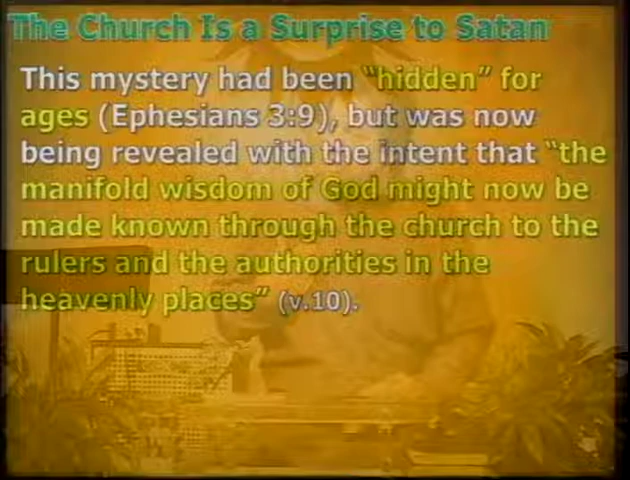 The Church Is a Surprise to Satan
This mystery had been “hidden” for
ages (Ephesians 3:9), but was now
being revealed with the intent that “the
manifold wisdom of God might now be
made known through the church to the
rulers and the authorities in the
heavenly places” (v.10).